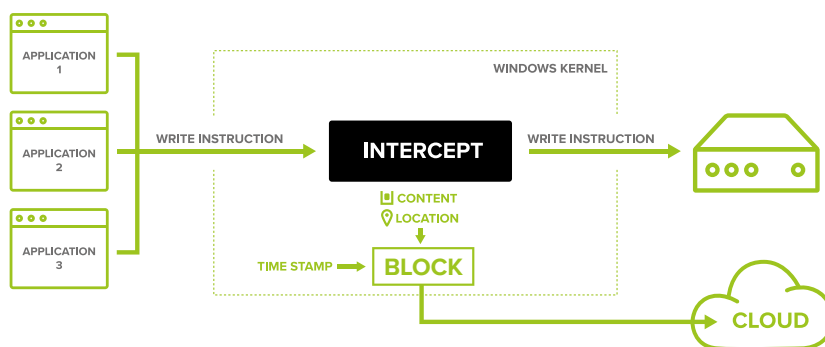 APPLICATION
1
WINDOWS KERNEL
WRITE INSTRUCTION
INTERCEPT
WRITE INSTRUCTION
APPLICATION
2
CONTENT
LOCATION
APPLICATION
3
TIME STAMP
BLOCK
CLOUD